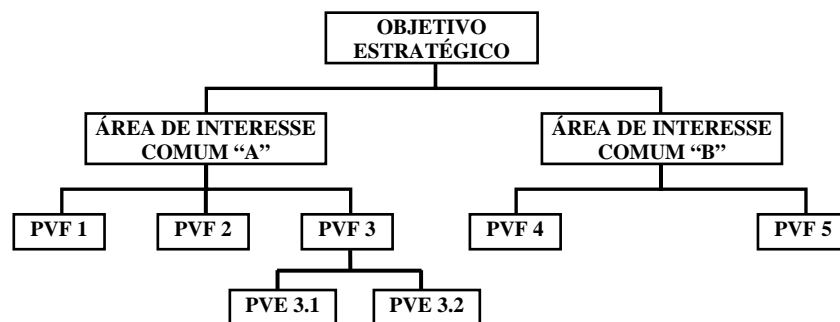 OBJETIVO
ESTRATÉGICO
ÁREA DE INTERESSE
COMUM “A”
ÁREA DE INTERESSE
COMUM “B”
PVF 1
PVF 2
PVF 3
PVF 4
PVF 5
PVE 3.1
PVE 3.2